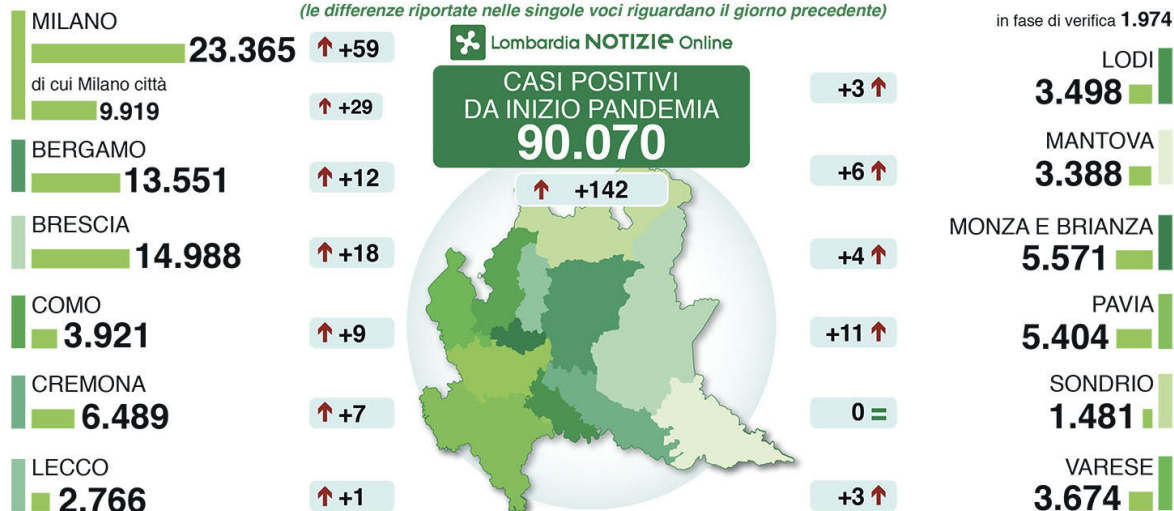 (le differenze riportate nelle singole voci riguardano il giorno precedente)
Lombardia NOTIZIE Online
CASI POSITIVI
DA INIZIO PANDEMIA
90.070
+142
MILANO
23.365
+59
di cui Milano città
9.919
+29
BERGAMO
13.551
+12
BRESCIA
14.988
+18
COMO
3.921
+9
CREMONA
6.489
+7
LECCO
2.766
+1
in fase di verifica 1.974
LODI
+3
3.498
MANTOVA
+6
3.388
MONZA E BRIANZA
+4
5.571
PAVIA
+11
5.404
SONDRIO
0 =
1.481
VARESE
+3
3.674